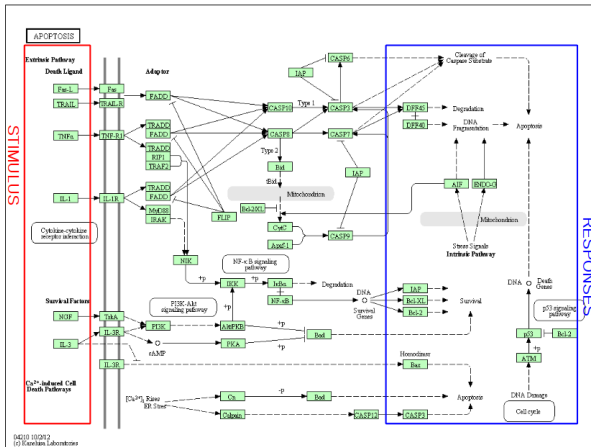 APOPTOSIS
STIMULUS
RESPONSES
Extrinsic Pathway
Death Ligand
Adaptor
Fas-L
Fas
FADD
TRAIL
TRAIL-R
TNFα
TNF-R1
TRADD
FADD
TRADD
RIP1
TRAF2
IL-1
IL-1R
TRADD
FADD
MyD88
IRAK
FLIP
Cytokine-cytokine
receptor interaction
NIK
CASP10
Type 1
CASP3
CASP8
CASP7
Type 2
CASP6
IAP
Bid
tBid
Mitochondrion
Bcl-2/XL
CytC
Apaf-1
CASP9
IAP
DFF45
DFF40
Degradation
DNA
Fragmentation
Cleavage of
Caspase Substrate
Apoptosis
AIF
ENDO-G
Mitochondrion
Stress Signals
Intrinsic Pathway
NF-κB signaling
pathway
+p
IKK
+p
IκBα
Degradation
NF-κB
DNA
Survival
Genes
IAP
Bcl-XL
Bcl-2
Survival
Survival Factors
NGF
TrkA
IL-3
IL-3R
PI3K-Akt
signaling pathway
PI3K
Akt/PKB
+p
+p
cAMP
PKA
Bad
DNA
Death
Genes
p53 signaling
pathway
p53
Bcl-2
+p
ATM
DNA Damage
Cell cycle
IL-3R
Homodimer
Bax
Ca²⁺-induced Cell
Death Pathways
[Ca²⁺]i Rises
ER Stress
Cn
-p
Bad
Apoptosis
Calpain
CASP12
CASP3
04210 10/2/12
(c) Kanehisa Laboratories